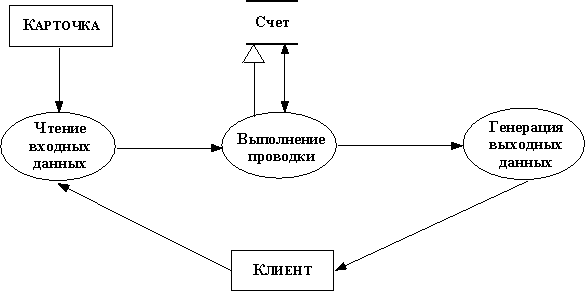 КАРТОЧКА
Счет
Чтение
входных
данных
Выполнение
проводки
Генерация
выходных
данных
КЛИЕНТ